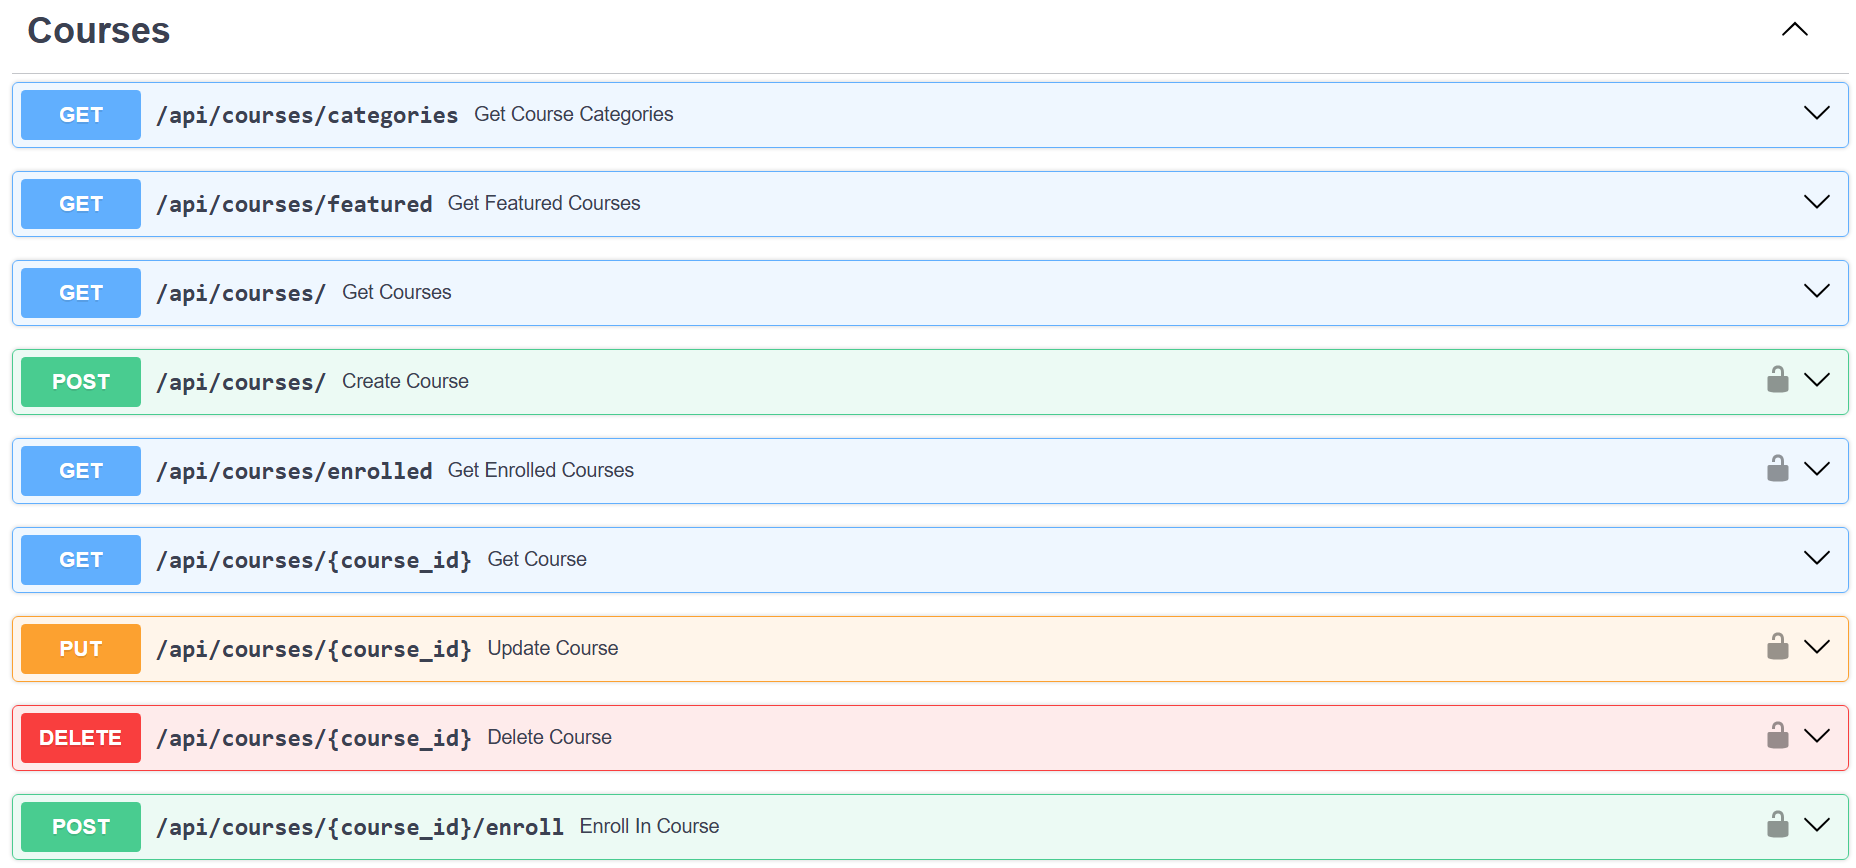 Courses
GET /api/courses/categories Get Course Categories
GET /api/courses/featured Get Featured Courses
GET /api/courses/ Get Courses
POST /api/courses/ Create Course
GET /api/courses/enrolled Get Enrolled Courses
GET /api/courses/{course_id} Get Course
PUT /api/courses/{course_id} Update Course
DELETE /api/courses/{course_id} Delete Course
POST /api/courses/{course_id}/enroll Enroll In Course